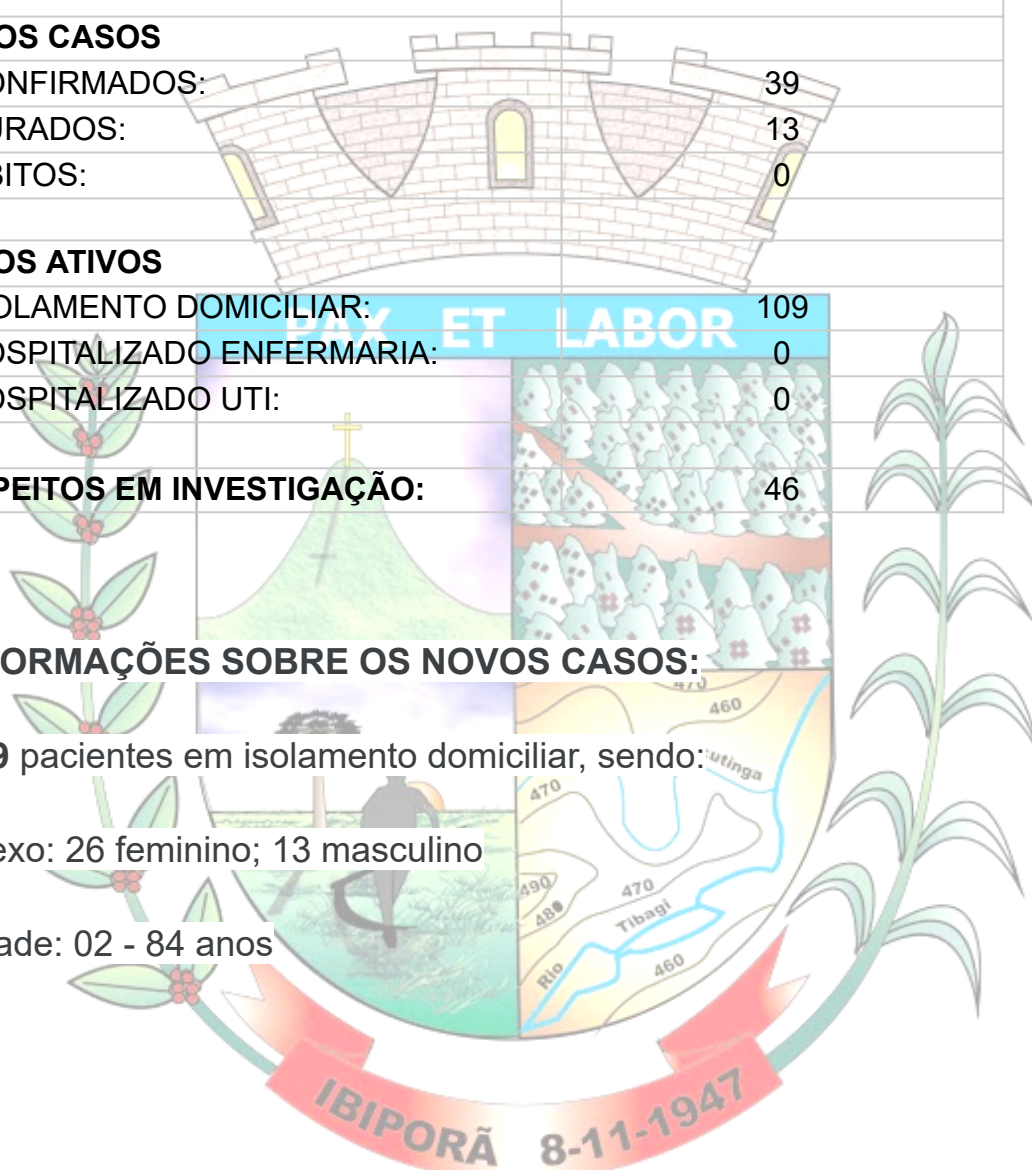 OS CASOS
ONFIRMADOS: 39
URADOS: 13
BITOS: 0
OS ATIVOS
OLAMENTO DOMICILIAR: 109
OSPITALIZADO ENFERMARIA: 0
OSPITALIZADO UTI: 0
PEITOS EM INVESTIGAÇÃO: 46
PAX ET LABOR
ORMAÇÕES SOBRE OS NOVOS CASOS:
9 pacientes em isolamento domiciliar, sendo:
exo: 26 feminino; 13 masculino
ade: 02 - 84 anos
470
460
utinga
470
490
480
470
Tibagi
Rio
460
IBIPORÃ 8-11-1947